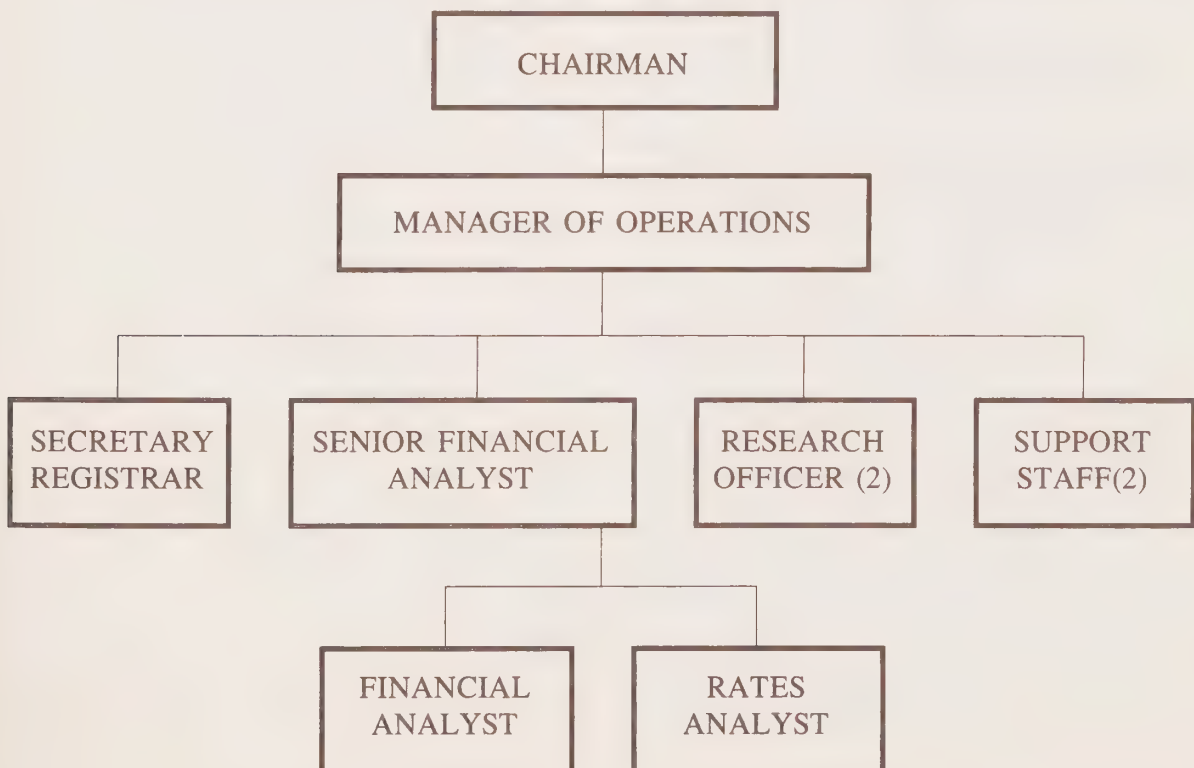 CHAIRMAN
MANAGER OF OPERATIONS
SECRETARY
REGISTRAR
SENIOR FINANCIAL
ANALYST
RESEARCH
OFFICER (2)
SUPPORT
STAFF(2)
FINANCIAL
ANALYST
RATES
ANALYST